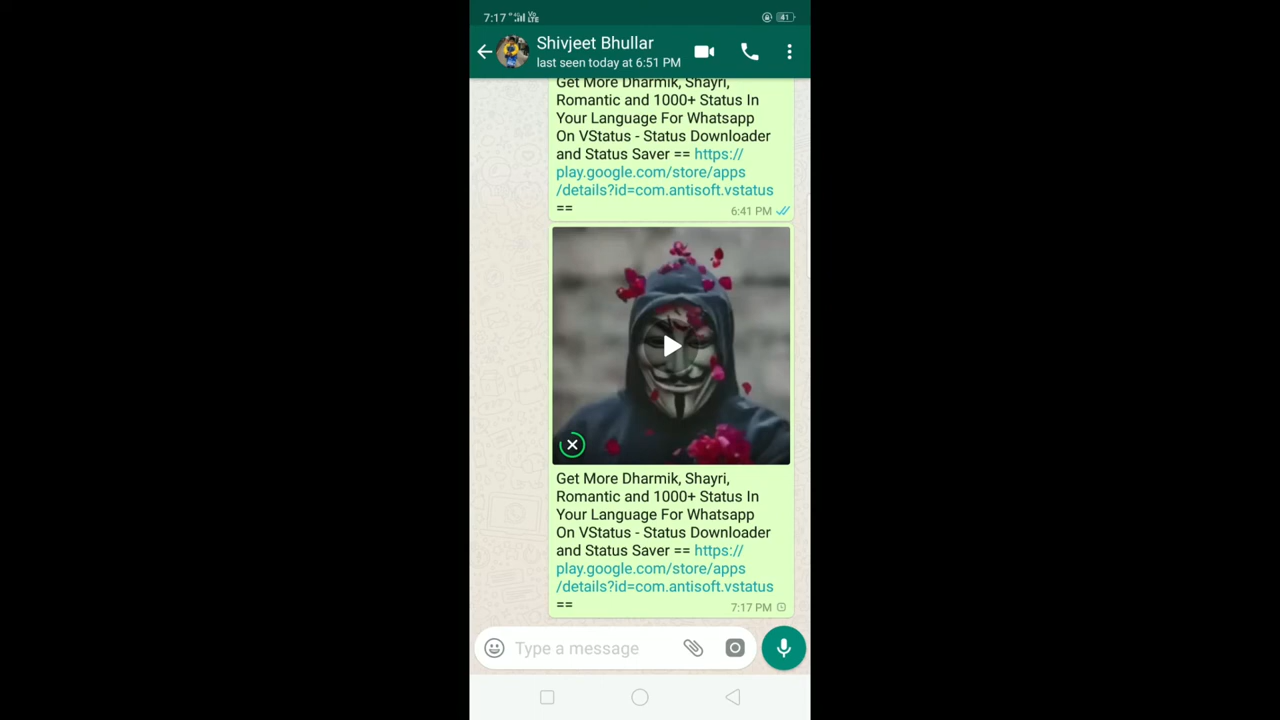 7:17
4G
Vo
LTE
41
Shivjeet Bhullar
last seen today at 6:51 PM
Get More Dharmik, Shayri,
Romantic and 1000+ Status In
Your Language For Whatsapp
On VStatus - Status Downloader
and Status Saver == https://
play.google.com/store/apps
/details?id=com.antisoft.vstatus
==
6:41 PM
Get More Dharmik, Shayri,
Romantic and 1000+ Status In
Your Language For Whatsapp
On VStatus - Status Downloader
and Status Saver == https://
play.google.com/store/apps
/details?id=com.antisoft.vstatus
==
7:17 PM
Type a message